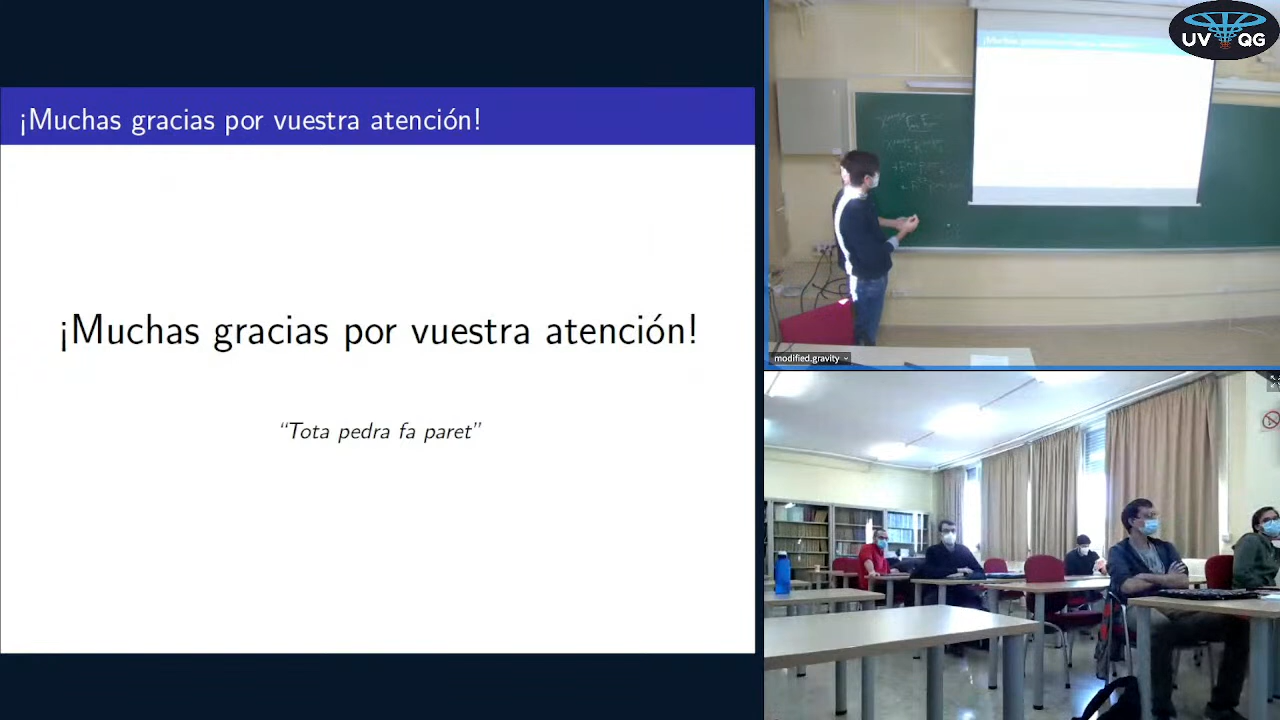 ¡Muchas gracias por vuestra atención!
¡Muchas gracias por vuestra atención!
“Tota pedra fa paret”
UV QG
modified.gravity